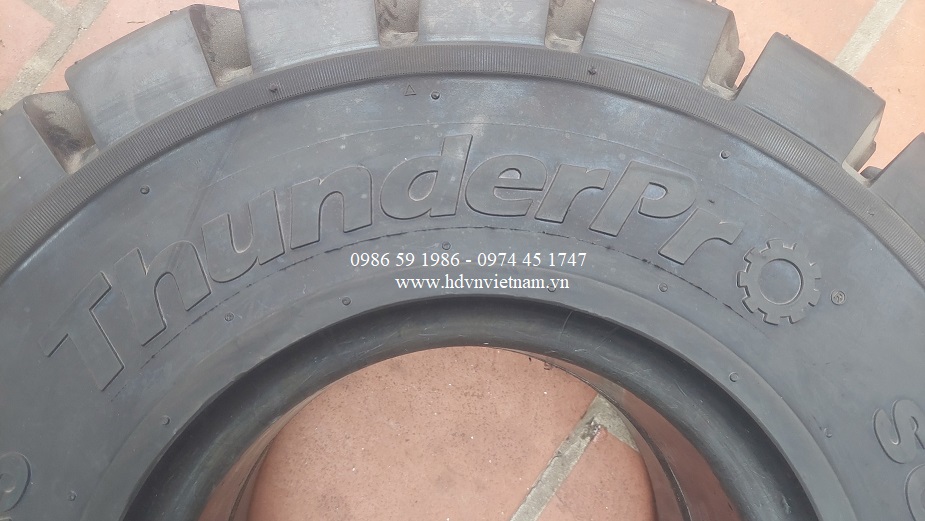 ThunderPro
®
0986 59 1986 - 0974 45 1747
www.hdvnvietnam.vn